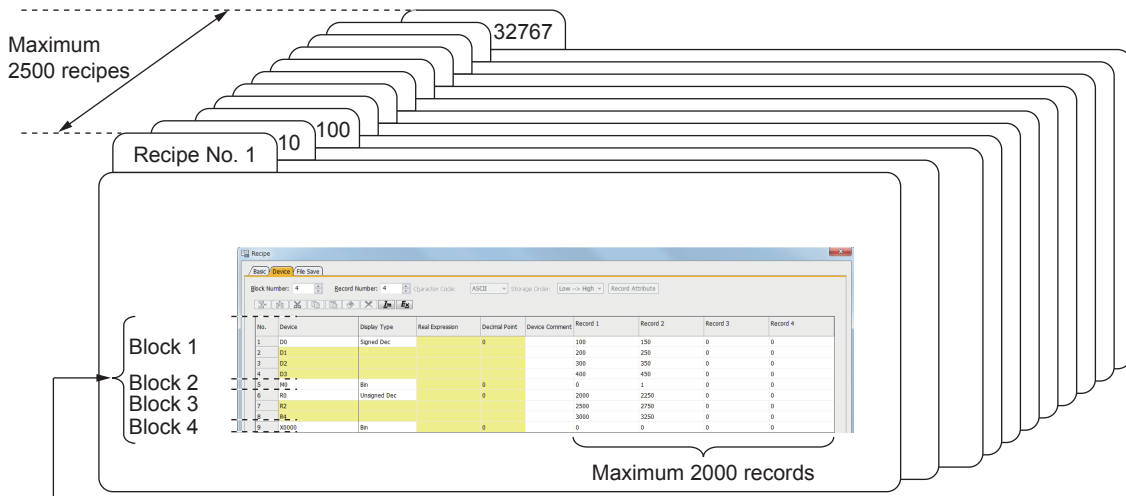 32767
Maximum
2500 recipes
100
10
Recipe No. 1
Recipe
Basic Device File Save
Block Number: 4 Record Number: 4 Character Code: ASCII Storage Order: Low --> High Record Attribute
No. Device Display Type Real Expression Decimal Point Device Comment Record 1 Record 2 Record 3 Record 4
1 D0 Signed Dec 0 100 150 0 0
2 D1 200 250 0 0
3 D2 300 350 0 0
4 D3 400 450 0 0
5 M0 Bin 0 0 1 0 0
6 R0 Unsigned Dec 0 2000 2250 0 0
7 R2 2500 2750 0 0
8 R4 3000 3250 0 0
9 X0000 Bin 0 0 0 0 0
Block 1
Block 2
Block 3
Block 4
Maximum 2000 records